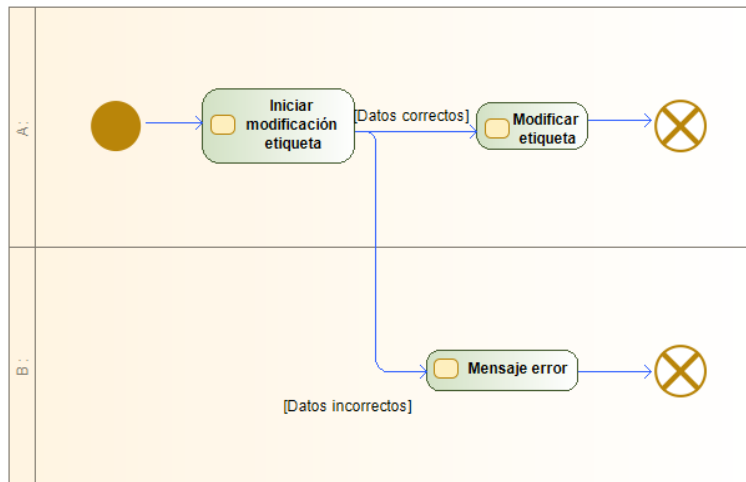 A :
Iniciar
modificación
etiqueta
[Datos correctos]
Modificar
etiqueta
B :
Mensaje error
[Datos incorrectos]